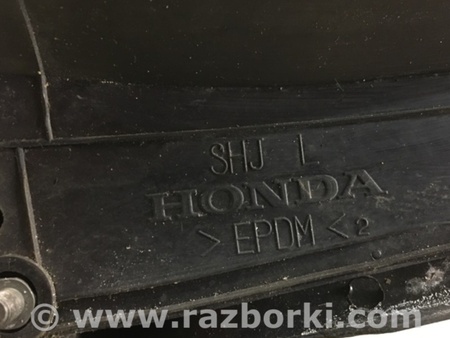 SHJ L
HONDA
> EPDM < 2
www.razborki.com